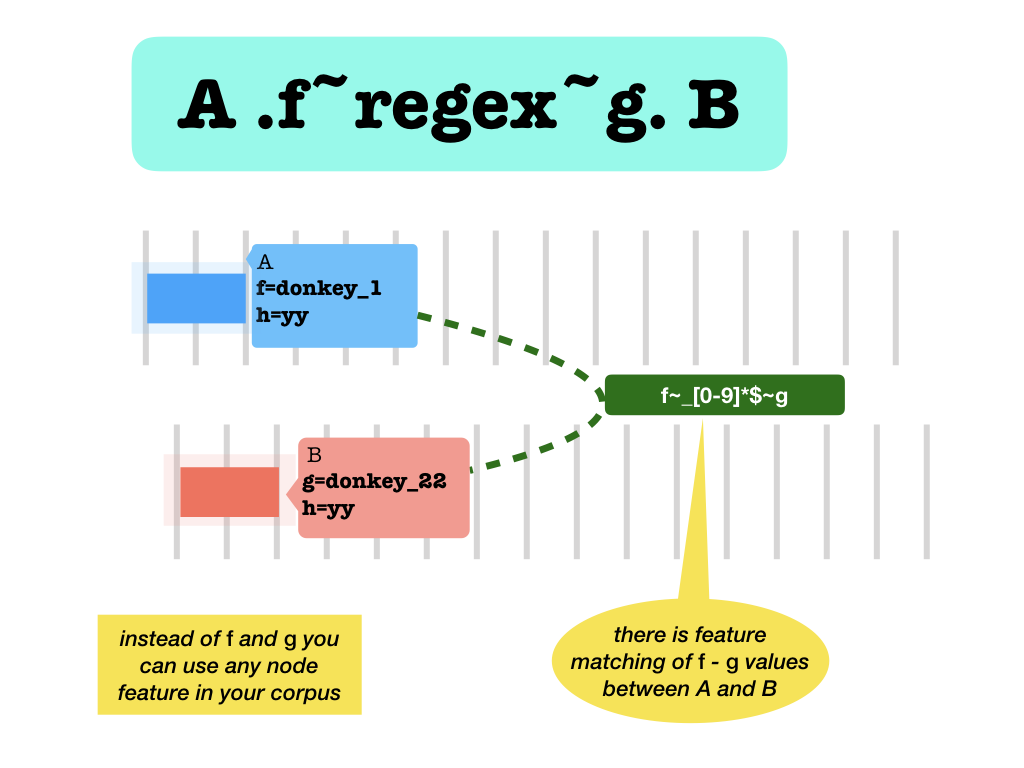 A .f~regex~g. B
A
f=donkey_1
h=yy
f~_[0-9]*$~g
B
g=donkey_22
h=yy
instead of f and g you
can use any node
feature in your corpus
there is feature
matching of f - g values
between A and B